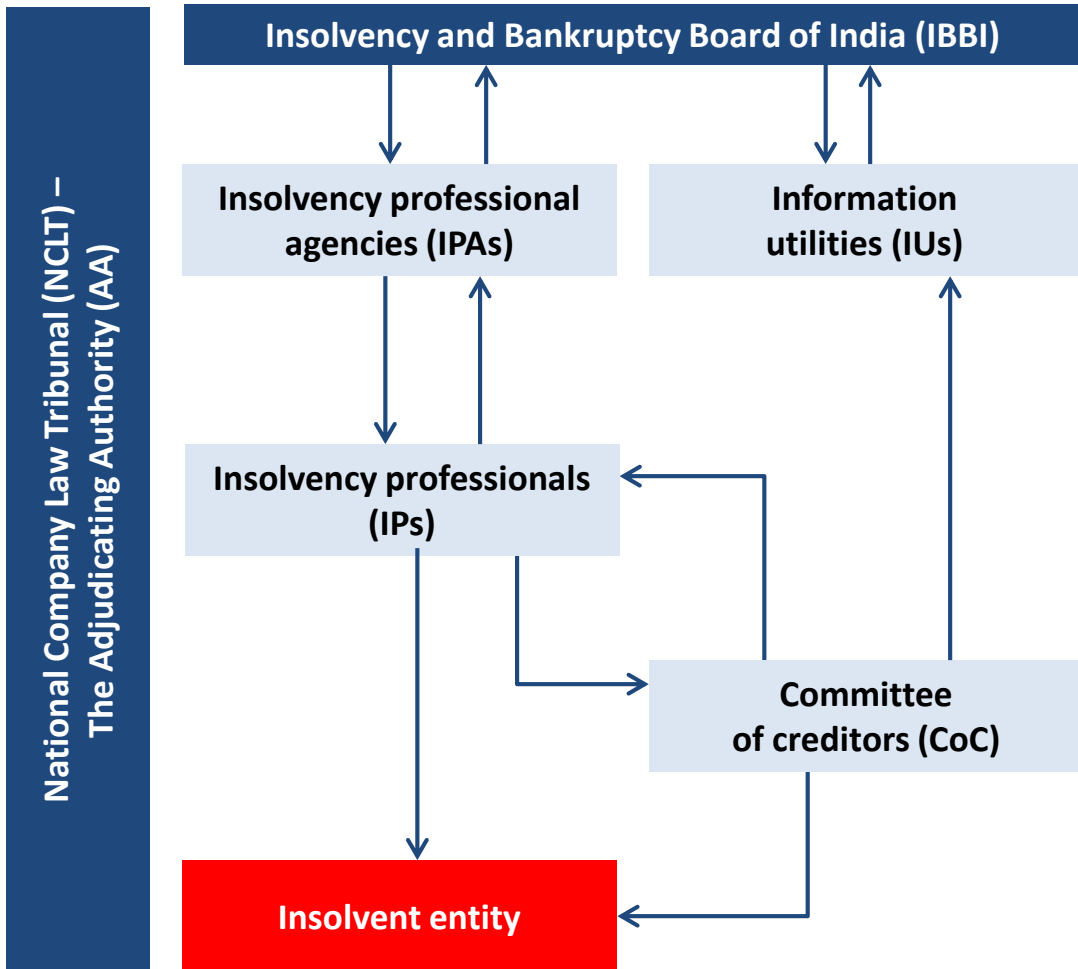 National Company Law Tribunal (NCLT) –
The Adjudicating Authority (AA)
Insolvency and Bankruptcy Board of India (IBBI)
Insolvency professional
agencies (IPAs)
Information
utilities (IUs)
Insolvency professionals
(IPs)
Committee
of creditors (CoC)
Insolvent entity